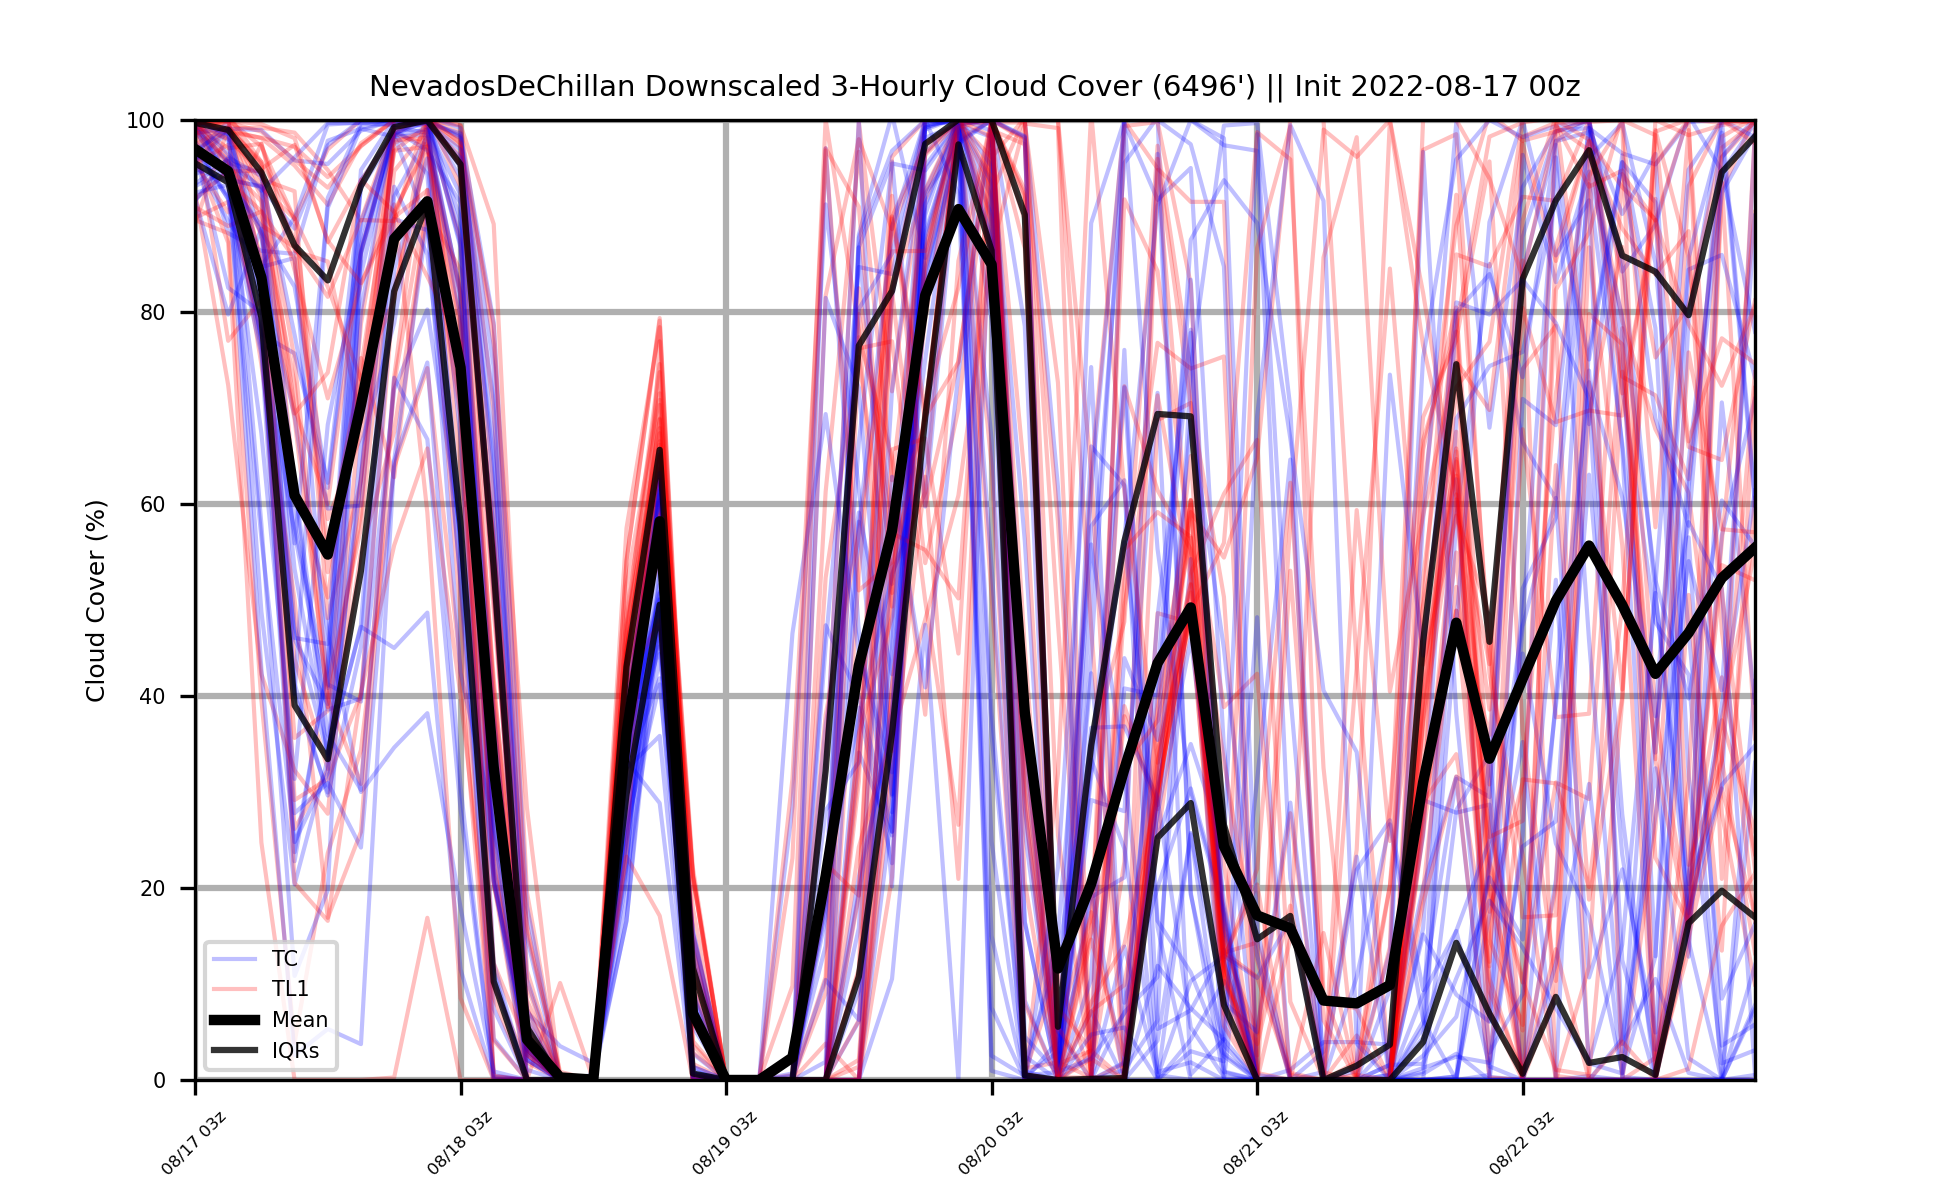 NevadosDeChillan Downscaled 3-Hourly Cloud Cover (6496') || Init 2022-08-17 00z
Cloud Cover (%)
100
80
60
40
20
0
TC
TL1
Mean
IQRs
08/17 03z
08/18 03z
08/19 03z
08/20 03z
08/21 03z
08/22 03z